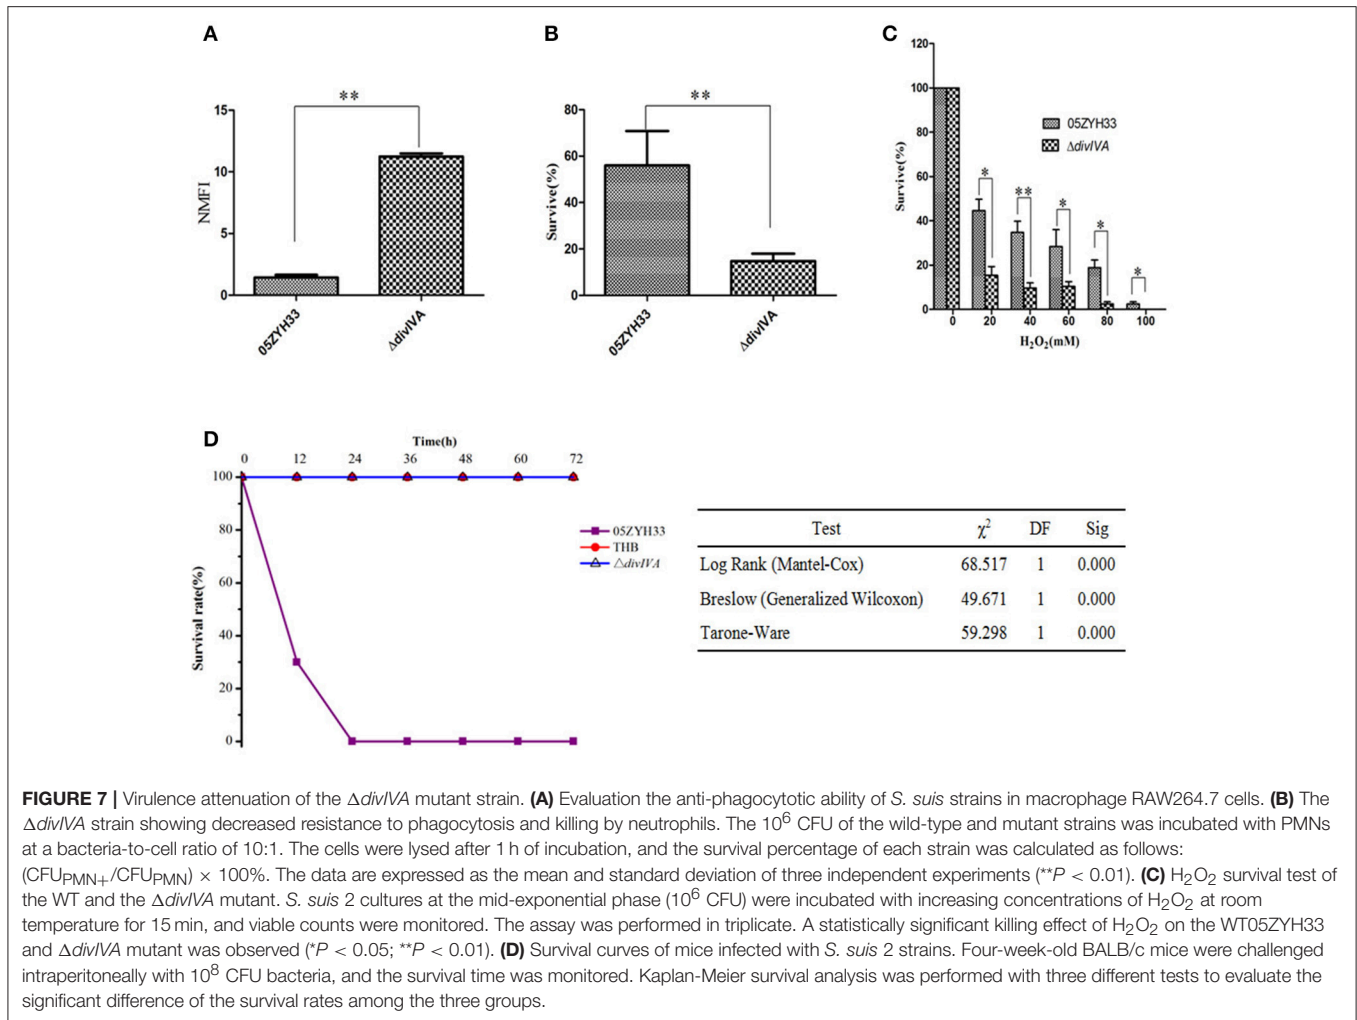 A
B
C
15
10
5
0
NMFI
**
05ZYH33
ΔdivIVA
80
60
40
20
0
Survive(%)
**
05ZYH33
ΔdivIVA
120
100
80
60
40
20
0
Survive(%)
05ZYH33
ΔdivIVA
*
**
*
*
*
0 20 40 60 80 100
H₂O₂(mM)
D
Time(h)
0 12 24 36 48 60 72
100
80
60
40
20
0
Survival rate(%)
05ZYH33
THB
△divIVA
Test χ² DF Sig
Log Rank (Mantel-Cox) 68.517 1 0.000
Breslow (Generalized Wilcoxon) 49.671 1 0.000
Tarone-Ware 59.298 1 0.000
FIGURE 7 | Virulence attenuation of the ΔdivIVA mutant strain. (A) Evaluation the anti-phagocytotic ability of S. suis strains in macrophage RAW264.7 cells. (B) The
ΔdivIVA strain showing decreased resistance to phagocytosis and killing by neutrophils. The 10⁶ CFU of the wild-type and mutant strains was incubated with PMNs
at a bacteria-to-cell ratio of 10:1. The cells were lysed after 1 h of incubation, and the survival percentage of each strain was calculated as follows:
(CFU_PMN+/CFU_PMN) × 100%. The data are expressed as the mean and standard deviation of three independent experiments (**P < 0.01). (C) H₂O₂ survival test of
the WT and the ΔdivIVA mutant. S. suis 2 cultures at the mid-exponential phase (10⁶ CFU) were incubated with increasing concentrations of H₂O₂ at room
temperature for 15 min, and viable counts were monitored. The assay was performed in triplicate. A statistically significant killing effect of H₂O₂ on the WT05ZYH33
and ΔdivIVA mutant was observed (*P < 0.05; **P < 0.01). (D) Survival curves of mice infected with S. suis 2 strains. Four-week-old BALB/c mice were challenged
intraperitoneally with 10⁸ CFU bacteria, and the survival time was monitored. Kaplan-Meier survival analysis was performed with three different tests to evaluate the
significant difference of the survival rates among the three groups.